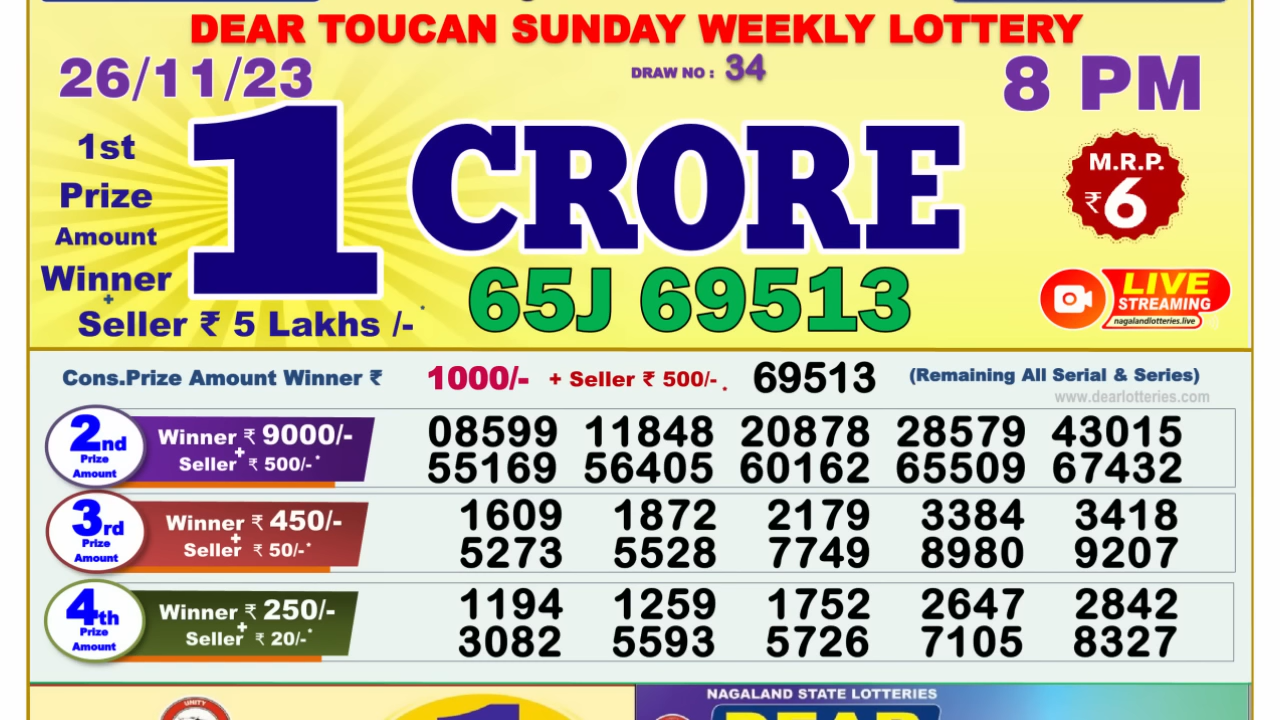 DEAR TOUCAN SUNDAY WEEKLY LOTTERY
26/11/23
DRAW NO : 34
8 PM
1st
Prize
Amount
Winner
+
Seller ₹ 5 Lakhs /- *
1 CRORE
65J 69513
M.R.P.
₹6
LIVE
STREAMING
nagalandlotteries.live
Cons.Prize Amount Winner ₹ 1000/- + Seller ₹ 500/- . 69513 (Remaining All Serial & Series)
www.dearlotteries.com
2nd
Prize
Amount
Winner ₹ 9000/-
+
Seller ₹ 500/- *
08599 11848 20878 28579 43015
55169 56405 60162 65509 67432
3rd
Prize
Amount
Winner ₹ 450/-
+
Seller ₹ 50/- *
1609 1872 2179 3384 3418
5273 5528 7749 8980 9207
4th
Prize
Amount
Winner ₹ 250/-
+
Seller ₹ 20/- *
1194 1259 1752 2647 2842
3082 5593 5726 7105 8327
UNITY
1
NAGALAND STATE LOTTERIES
DEAR